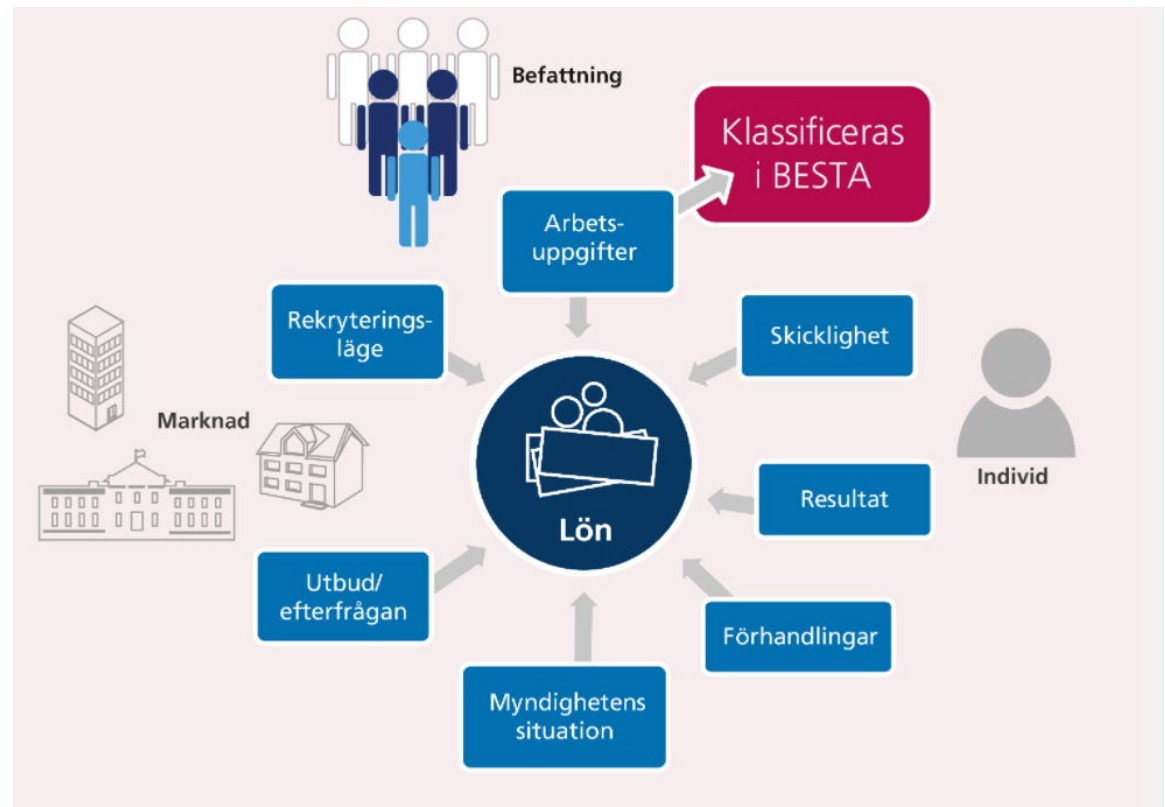 Befattning
Klassificeras
i BESTA
Arbets-
uppgifter
Rekryterings-
läge
Skicklighet
Marknad
Individ
Resultat
Lön
Utbud/
efterfrågan
Förhandlingar
Myndighetens
situation